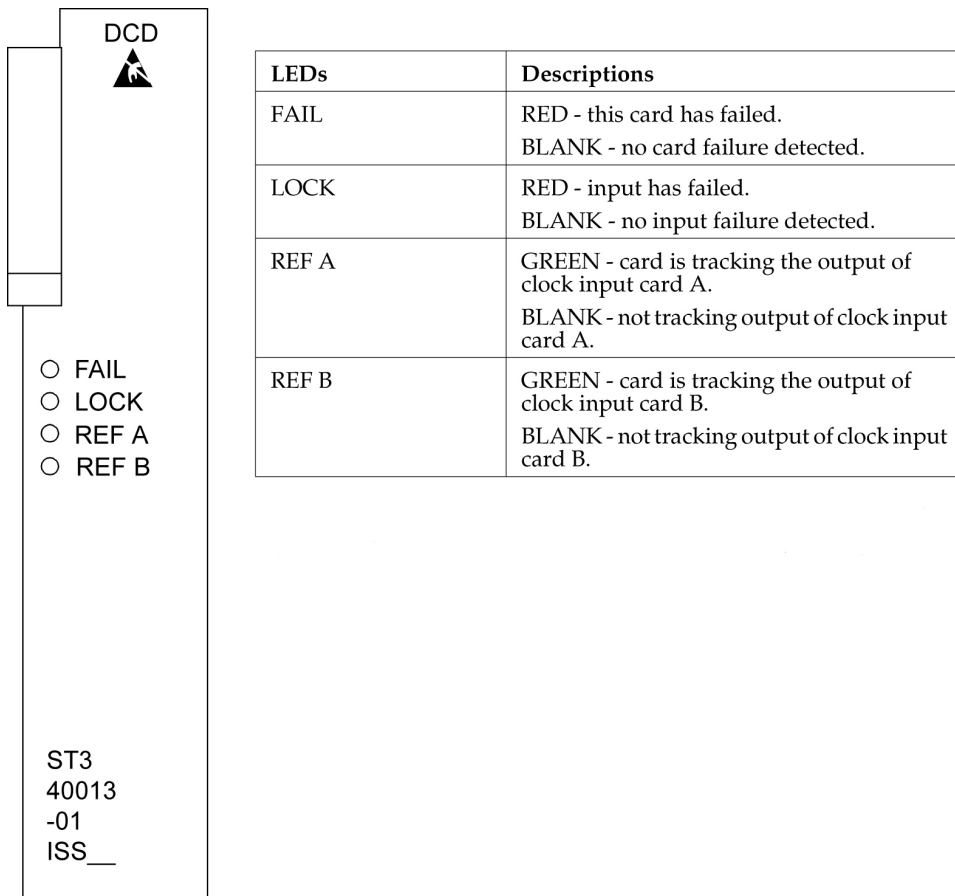 DCD
FAIL
LOCK
REF A
REF B
ST3
40013
-01
ISS__
LEDs Descriptions
FAIL RED - this card has failed.
BLANK - no card failure detected.
LOCK RED - input has failed.
BLANK - no input failure detected.
REF A GREEN - card is tracking the output of
clock input card A.
BLANK - not tracking output of clock input
card A.
REF B GREEN - card is tracking the output of
clock input card B.
BLANK - not tracking output of clock input
card B.